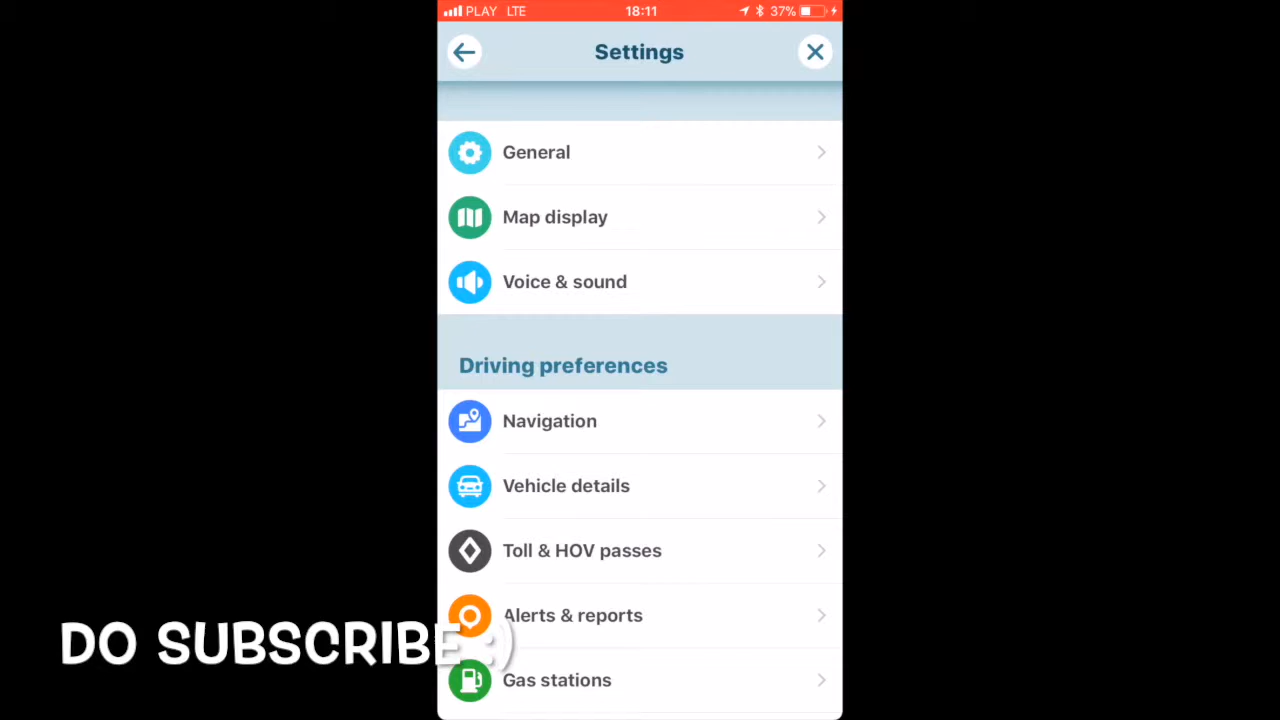 PLAY LTE 18:11 37%
Settings
General
Map display
Voice & sound
Driving preferences
Navigation
Vehicle details
Toll & HOV passes
Alerts & reports
DO SUBSCRIBE :)
Gas stations